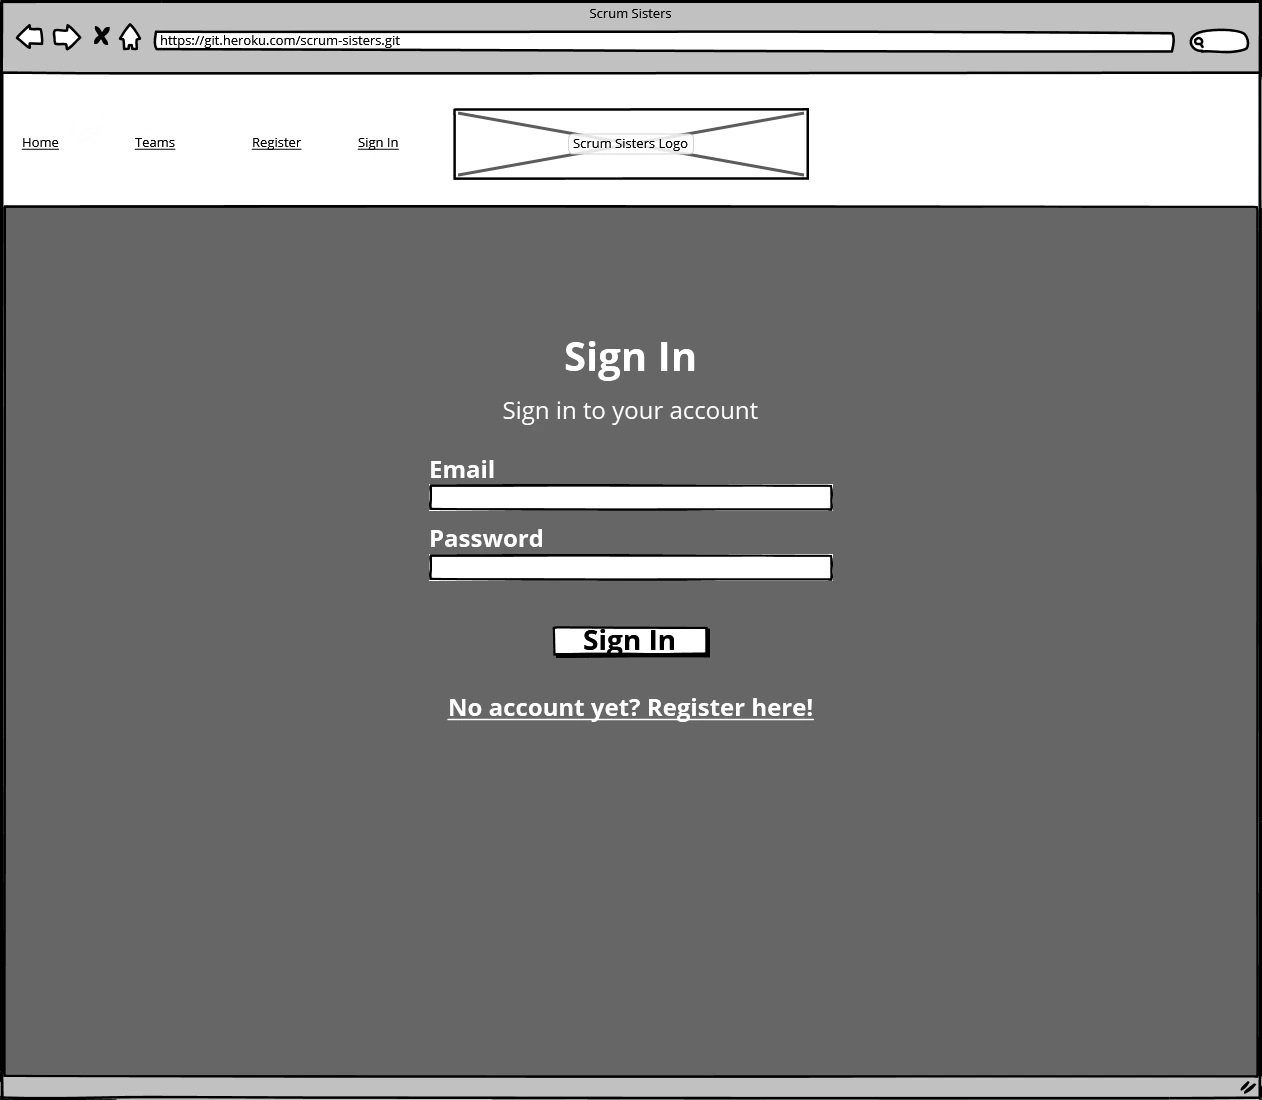 Scrum Sisters
https://git.heroku.com/scrum-sisters.git
Home Teams Register Sign In Scrum Sisters Logo
Sign In
Sign in to your account
Email
Password
Sign In
No account yet? Register here!